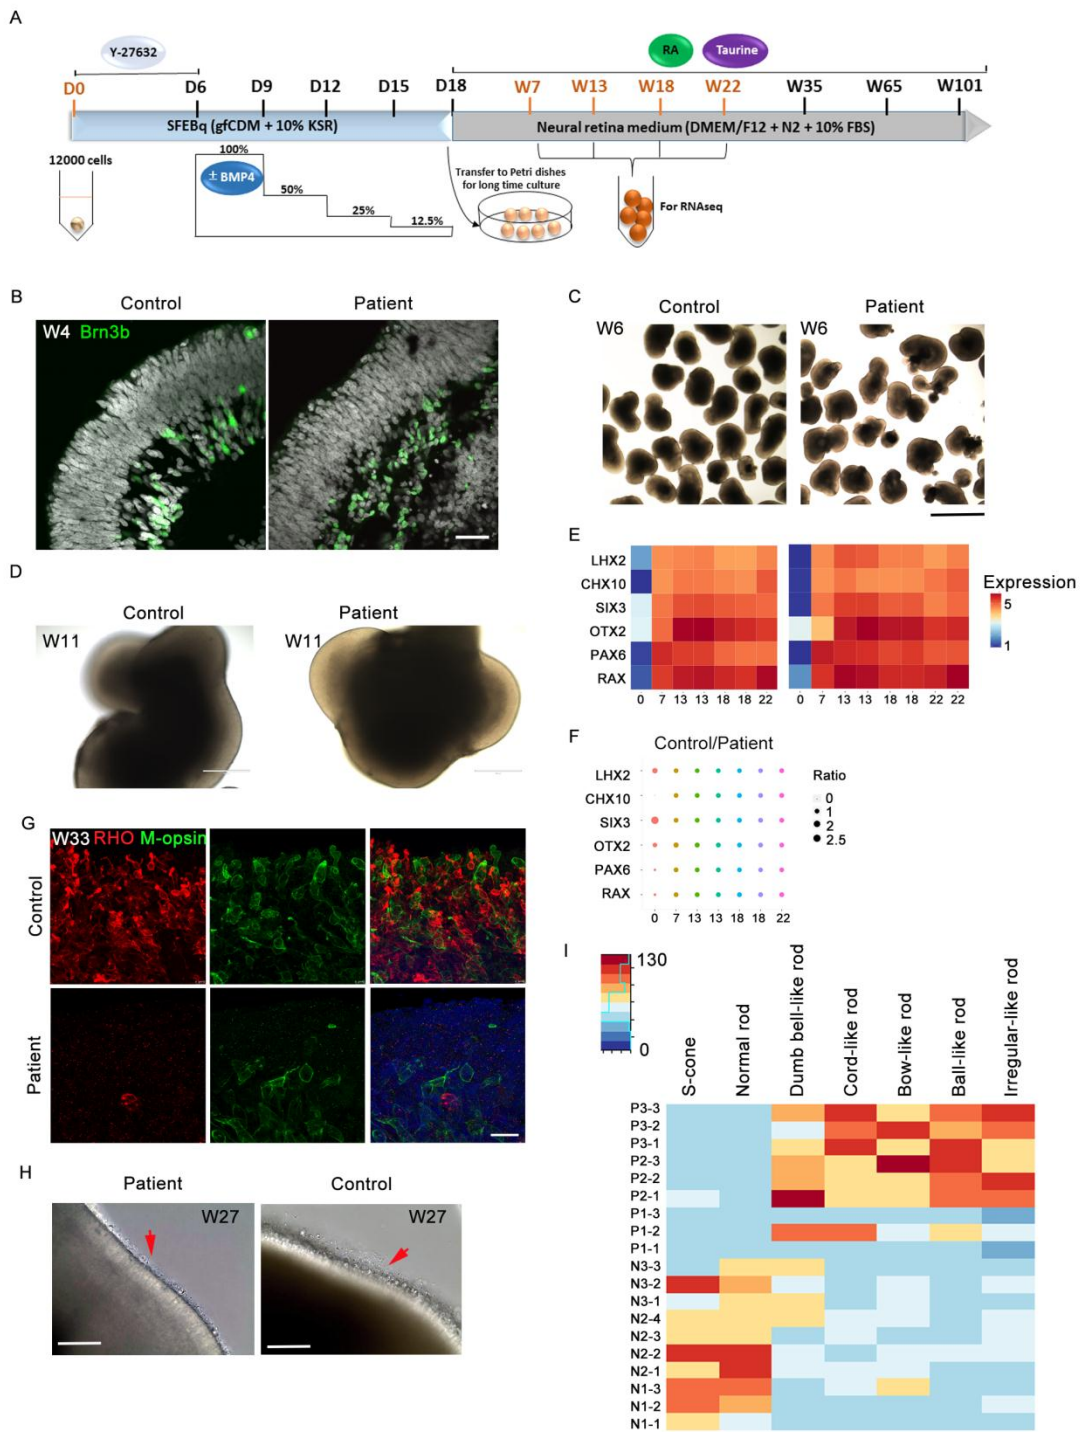 A
Y-27632
RA
Taurine
D0 D6 D9 D12 D15 D18 W7 W13 W18 W22 W35 W65 W101
SFEBq (gfCDM + 10% KSR)
Neural retina medium (DMEM/F12 + N2 + 10% FBS)
12000 cells
100%
± BMP4
50%
25%
12.5%
Transfer to Petri dishes
for long time culture
For RNAseq
B
Control Patient
W4 Brn3b
C
Control Patient
W6 W6
D
Control Patient
W11 W11
E
LHX2
CHX10
SIX3
OTX2
PAX6
RAX
0 7 13 13 18 18 22
0 7 13 13 18 18 22
Expression
5
1
F
Control/Patient
LHX2
CHX10
SIX3
OTX2
PAX6
RAX
0 7 13 13 18 18 22
Ratio
0
1
2
2.5
G
W33 RHO M-opsin
Control
Patient
H
Patient Control
W27 W27
I
130
0
S-cone
Normal rod
Dumb bell-like rod
Cord-like rod
Bow-like rod
Ball-like rod
Irregular-like rod
P3-3
P3-2
P3-1
P2-3
P2-2
P2-1
P1-3
P1-2
P1-1
N3-3
N3-2
N3-1
N2-4
N2-3
N2-2
N2-1
N1-3
N1-2
N1-1